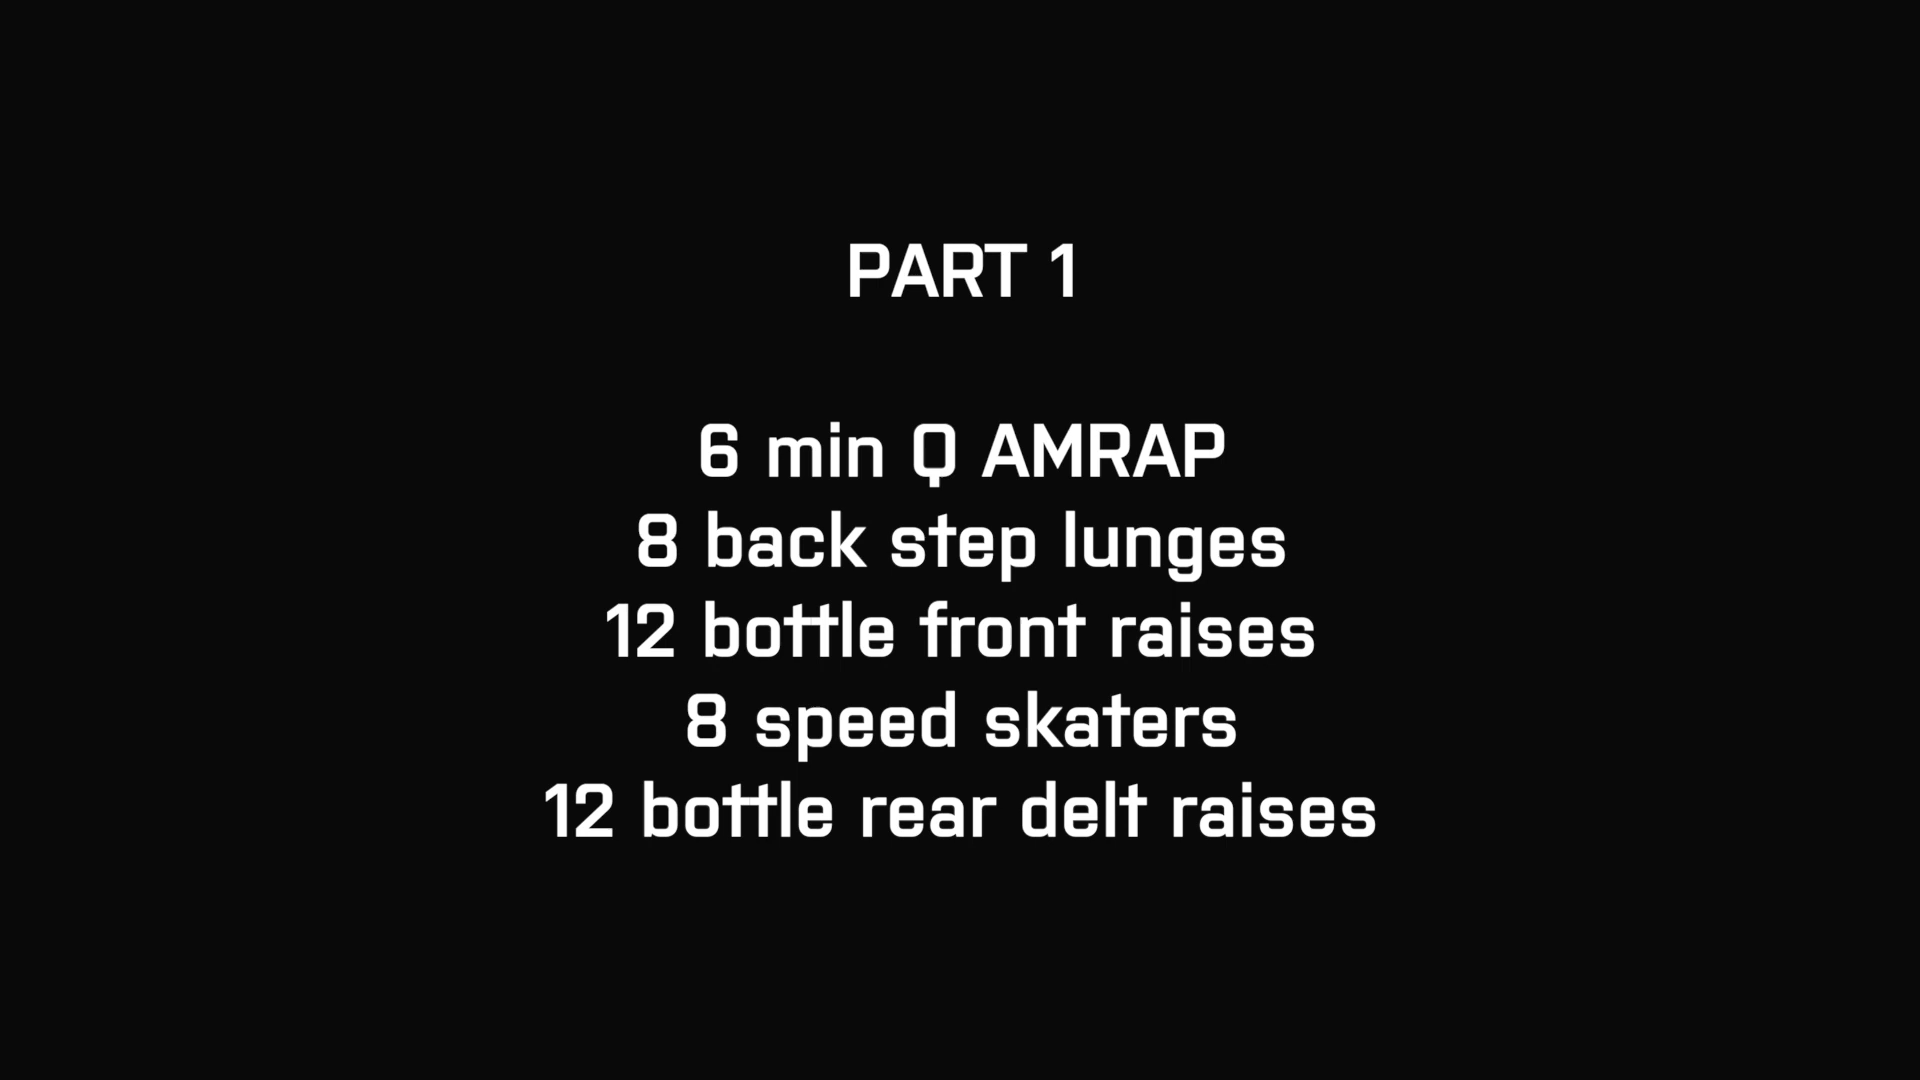 PART 1
6 min Q AMRAP
8 back step lunges
12 bottle front raises
8 speed skaters
12 bottle rear delt raises